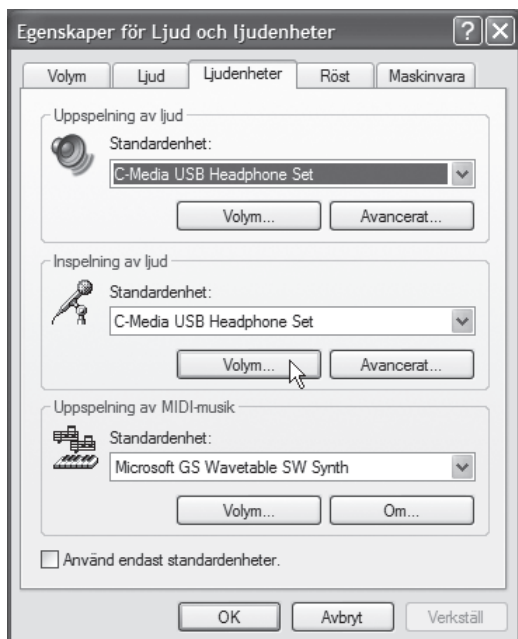 Egenskaper för Ljud och ljudenheter
Volym Ljud Ljudenheter Röst Maskinvara
Uppspelning av ljud
Standardenhet:
C-Media USB Headphone Set
Volym... Avancerat...
Inspelning av ljud
Standardenhet:
C-Media USB Headphone Set
Volym... Avancerat...
Uppspelning av MIDI-musik
Standardenhet:
Microsoft GS Wavetable SW Synth
Volym... Om...
Använd endast standardenheter.
OK Avbryt Verkställ